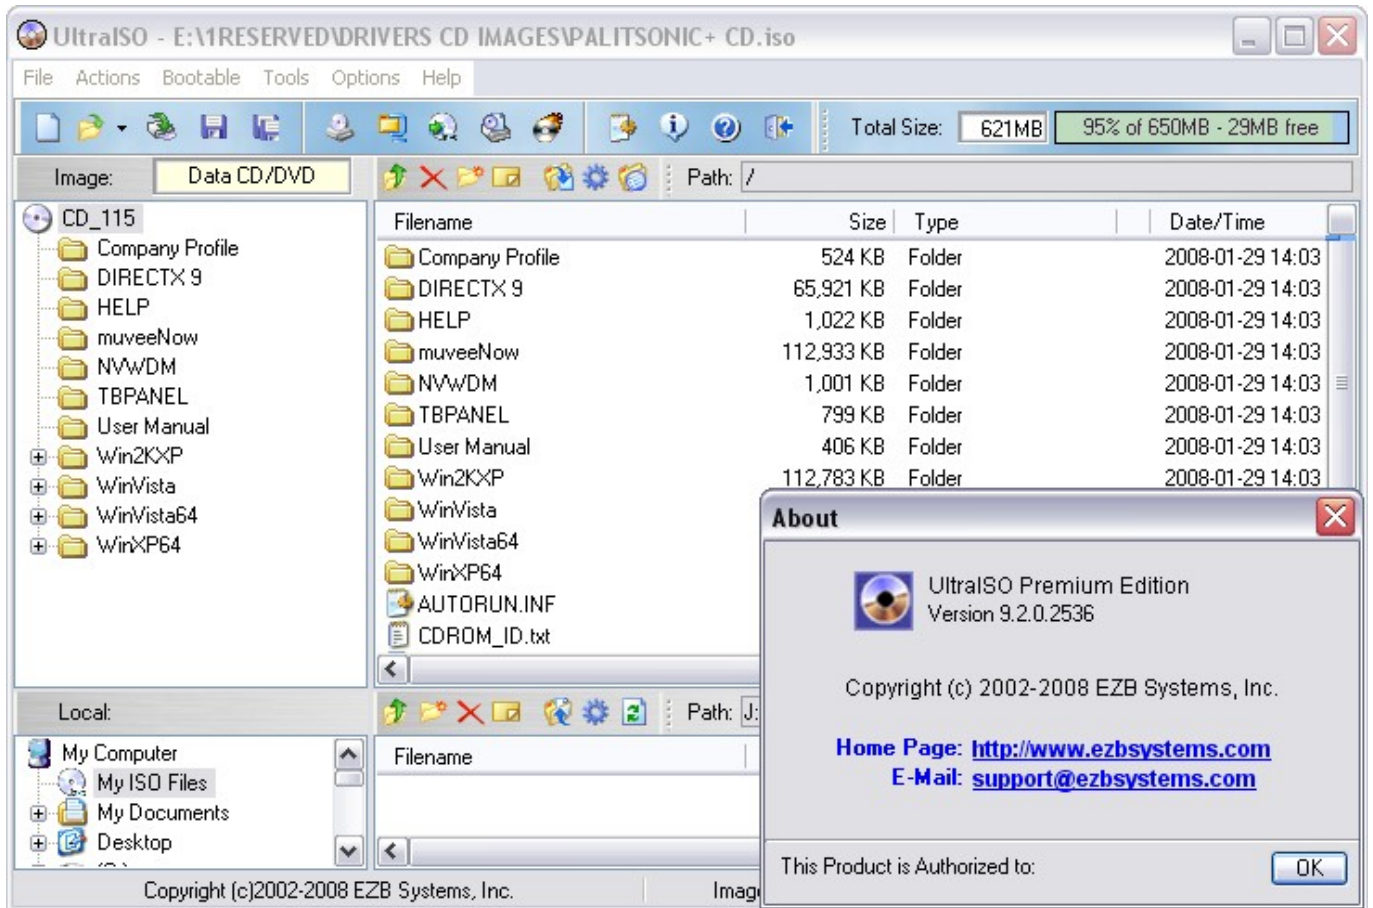 UltraISO - E:\1RESERVED\DRIVERS CD IMAGES\PALITSONIC+ CD.iso
File Actions Bootable Tools Options Help
Total Size: 621MB 95% of 650MB - 29MB free
Image: Data CD/DVD Path: /
CD_115
Company Profile
DIRECTX 9
HELP
muveeNow
NVWDM
TBPANEL
User Manual
Win2KXP
WinVista
WinVista64
WinXP64
Filename Size Type Date/Time
Company Profile 524 KB Folder 2008-01-29 14:03
DIRECTX 9 65,921 KB Folder 2008-01-29 14:03
HELP 1,022 KB Folder 2008-01-29 14:03
muveeNow 112,933 KB Folder 2008-01-29 14:03
NVWDM 1,001 KB Folder 2008-01-29 14:03
TBPANEL 799 KB Folder 2008-01-29 14:03
User Manual 406 KB Folder 2008-01-29 14:03
Win2KXP 112,783 KB Folder 2008-01-29 14:03
WinVista
WinVista64
WinXP64
AUTORUN.INF
CDROM_ID.txt
Local: Path: J:
My Computer
My ISO Files
My Documents
Desktop
Filename
Copyright (c)2002-2008 EZB Systems, Inc.
About
UltraISO Premium Edition
Version 9.2.0.2536
Copyright (c) 2002-2008 EZB Systems, Inc.
Home Page: http://www.ezbsystems.com
E-Mail: support@ezbsystems.com
This Product is Authorized to: OK